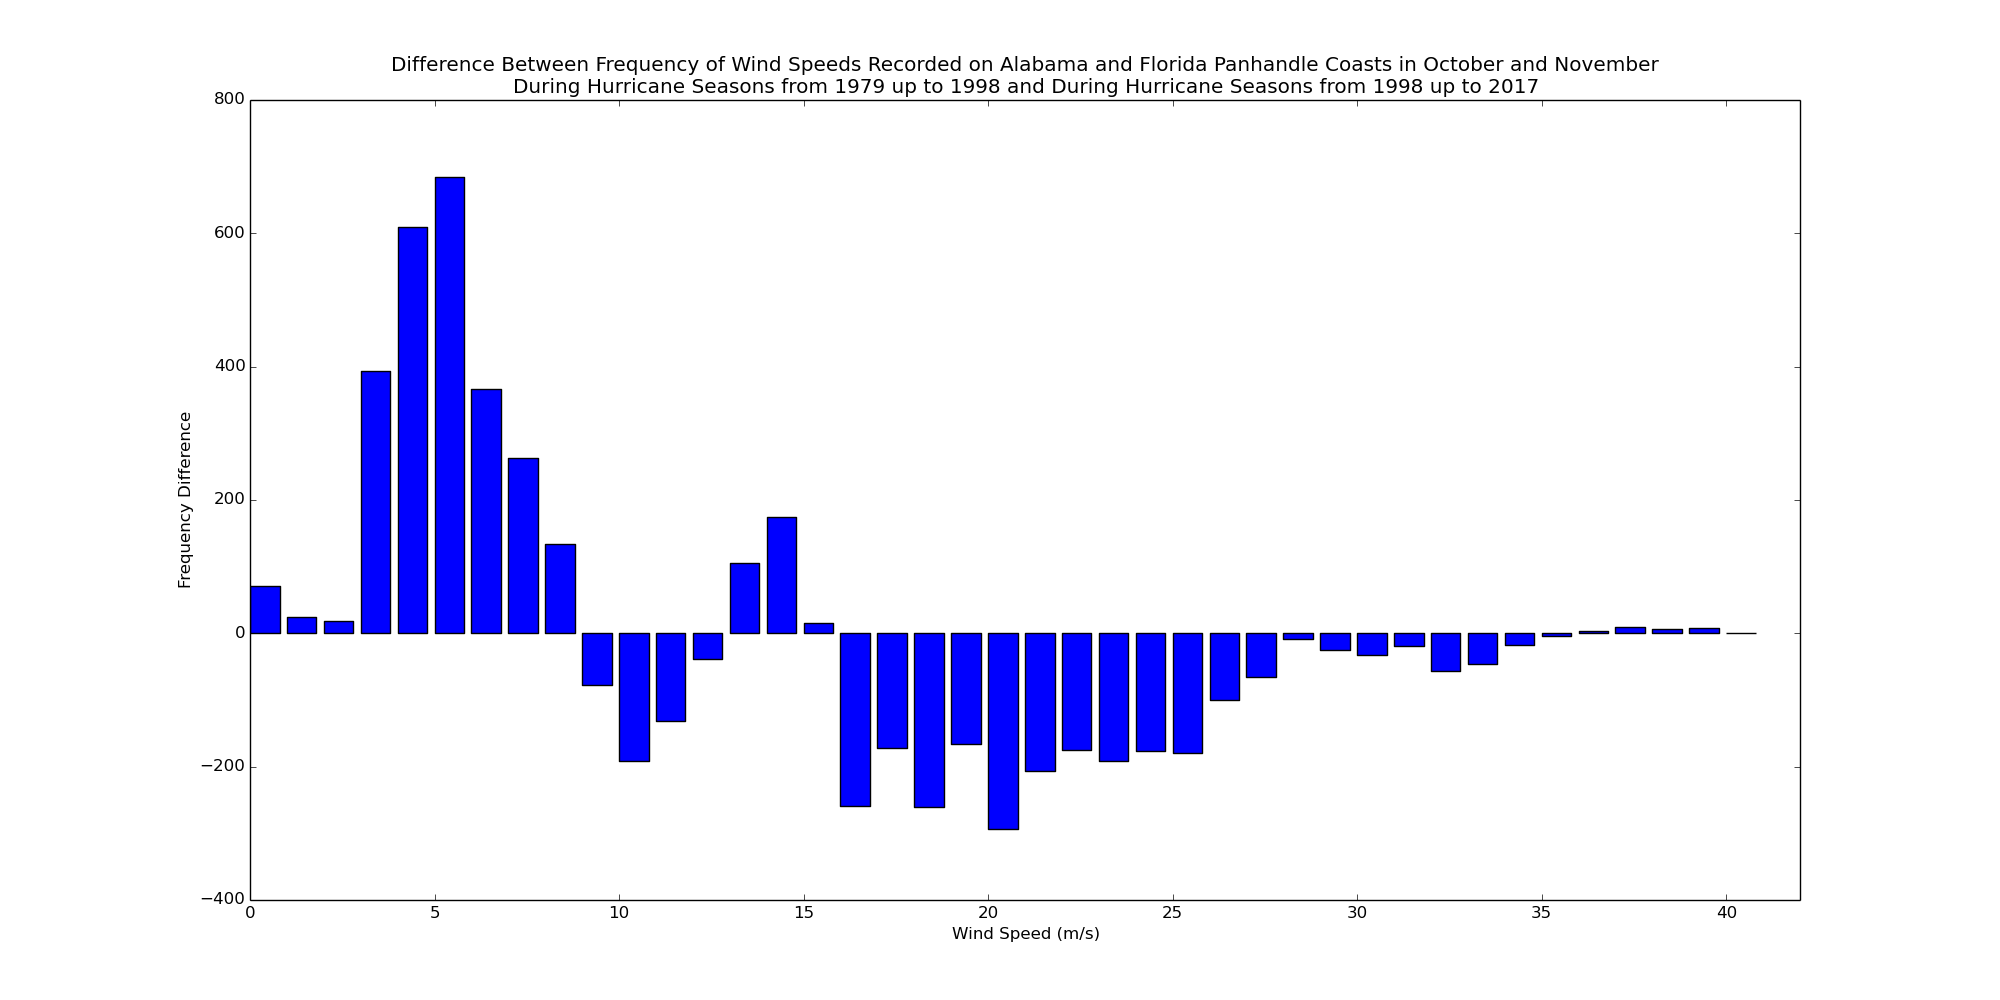 Difference Between Frequency of Wind Speeds Recorded on Alabama and Florida Panhandle Coasts in October and November
During Hurricane Seasons from 1979 up to 1998 and During Hurricane Seasons from 1998 up to 2017
800
600
400
200
0
−200
−400
Frequency Difference
0 5 10 15 20 25 30 35 40
Wind Speed (m/s)